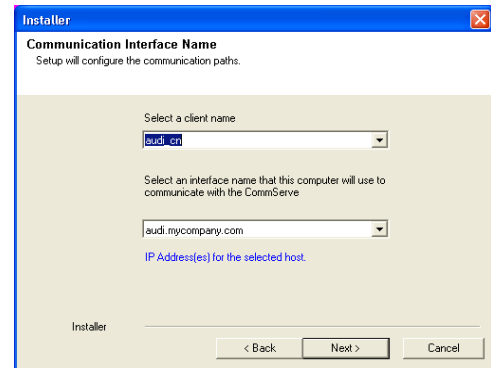 Installer
Communication Interface Name
Setup will configure the communication paths.
Select a client name
audi_cn
Select an interface name that this computer will use to
communicate with the CommServe
audi.mycompany.com
IP Address(es) for the selected host.
Installer
< Back
Next >
Cancel